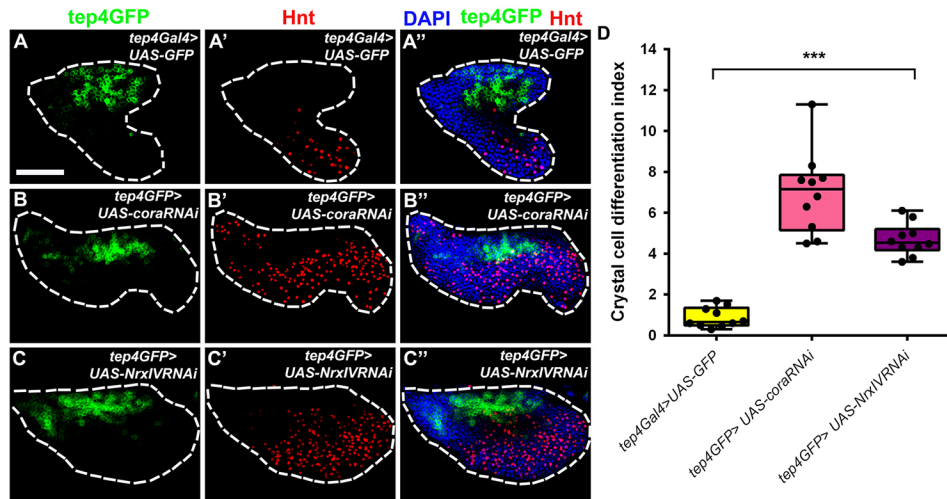 tep4GFP
Hnt
DAPI tep4GFP Hnt
A
tep4Gal4>
UAS-GFP
A'
tep4Gal4>
UAS-GFP
A''
tep4Gal4>
UAS-GFP
B
tep4GFP>
UAS-coraRNAi
B'
tep4GFP>
UAS-coraRNAi
B''
tep4GFP>
UAS-coraRNAi
C
tep4GFP>
UAS-NrxIVRNAi
C'
tep4GFP>
UAS-NrxIVRNAi
C''
tep4GFP>
UAS-NrxIVRNAi
D
Crystal cell differentiation index
14
12
10
8
6
4
2
0
***
tep4Gal4>UAS-GFP
tep4GFP> UAS-coraRNAi
tep4GFP> UAS-NrxIVRNAi